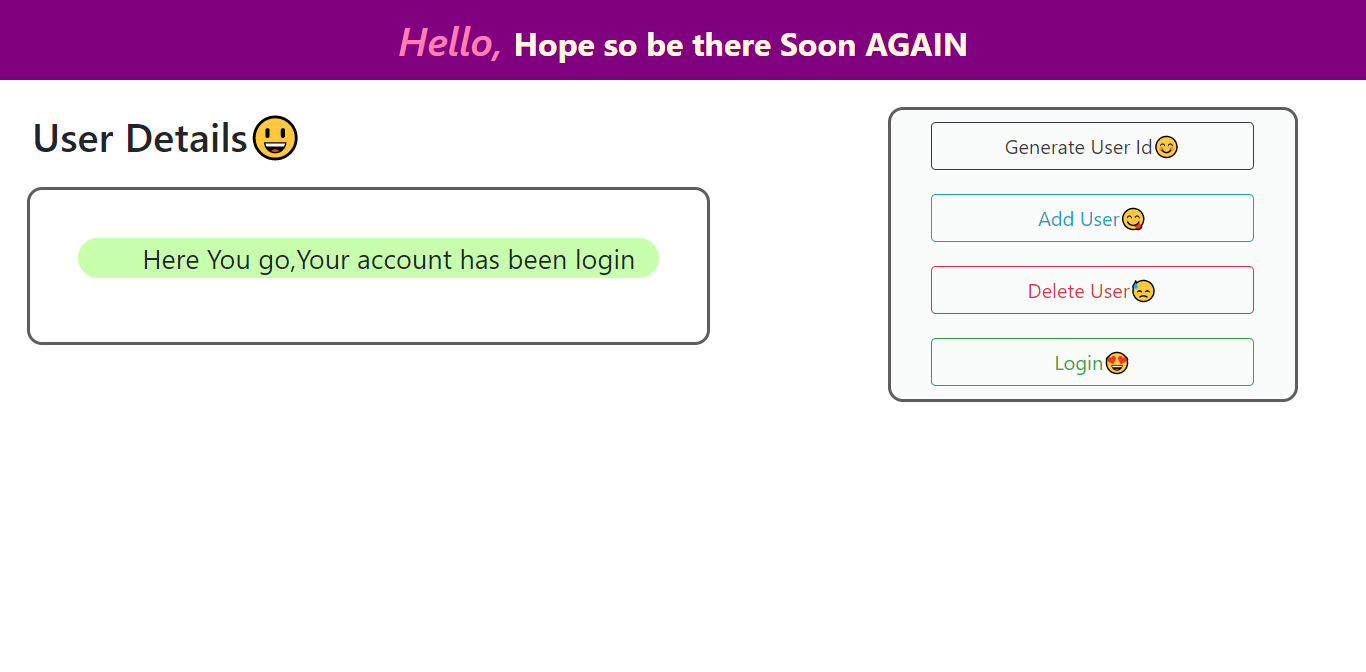 Hello, Hope so be there Soon AGAIN
User Details😃
Here You go,Your account has been login
Generate User Id😊
Add User😋
Delete User😓
Login😍